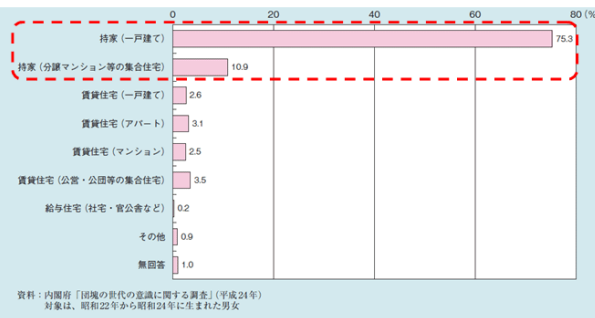 0 20 40 60 80 (%)
持家(一戸建て) 75.3
持家(分譲マンション等の集合住宅) 10.9
賃貸住宅(一戸建て) 2.6
賃貸住宅(アパート) 3.1
賃貸住宅(マンション) 2.5
賃貸住宅(公営・公団等の集合住宅) 3.5
給与住宅(社宅・官公舎など) 0.2
その他 0.9
無回答 1.0
資料:内閣府「団塊の世代の意識に関する調査」(平成24年)
対象は、昭和22年から昭和24年に生まれた男女